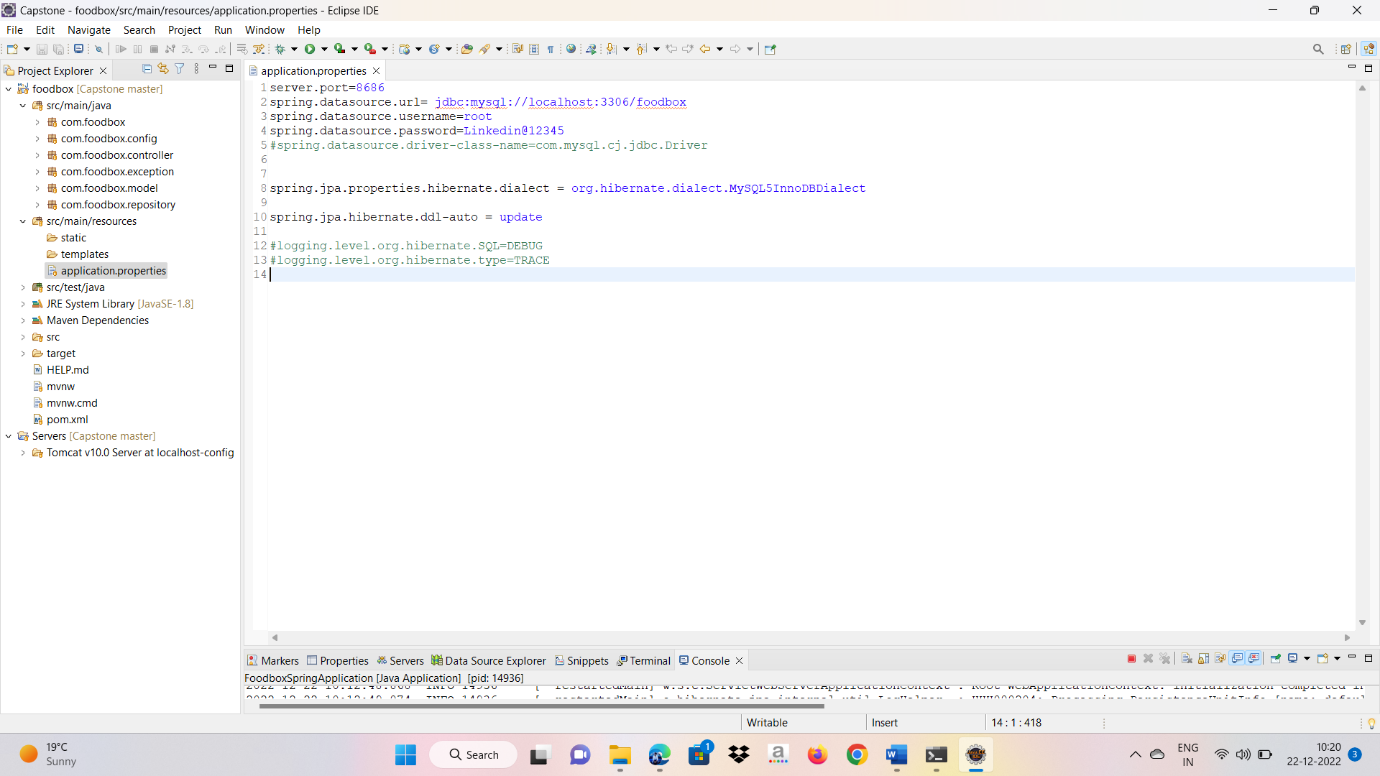 Capstone - foodbox/src/main/resources/application.properties - Eclipse IDE
File Edit Navigate Search Project Run Window Help
Project Explorer
foodbox [Capstone master]
src/main/java
com.foodbox
com.foodbox.config
com.foodbox.controller
com.foodbox.exception
com.foodbox.model
com.foodbox.repository
src/main/resources
static
templates
application.properties
src/test/java
JRE System Library [JavaSE-1.8]
Maven Dependencies
src
target
HELP.md
mvnw
mvnw.cmd
pom.xml
Servers [Capstone master]
Tomcat v10.0 Server at localhost-config
application.properties
1 server.port=8686
2 spring.datasource.url= jdbc:mysql://localhost:3306/foodbox
3 spring.datasource.username=root
4 spring.datasource.password=Linkedin@12345
5 #spring.datasource.driver-class-name=com.mysql.cj.jdbc.Driver
6
7
8 spring.jpa.properties.hibernate.dialect = org.hibernate.dialect.MySQL5InnoDBDialect
9
10 spring.jpa.hibernate.ddl-auto = update
11
12 #logging.level.org.hibernate.SQL=DEBUG
13 #logging.level.org.hibernate.type=TRACE
14
Markers Properties Servers Data Source Explorer Snippets Terminal Console
FoodboxSpringApplication [Java Application] [pid: 14936]
Writable Insert 14 : 1 : 418
19°C
Sunny
Search
1
ENG
IN
10:20
22-12-2022
3